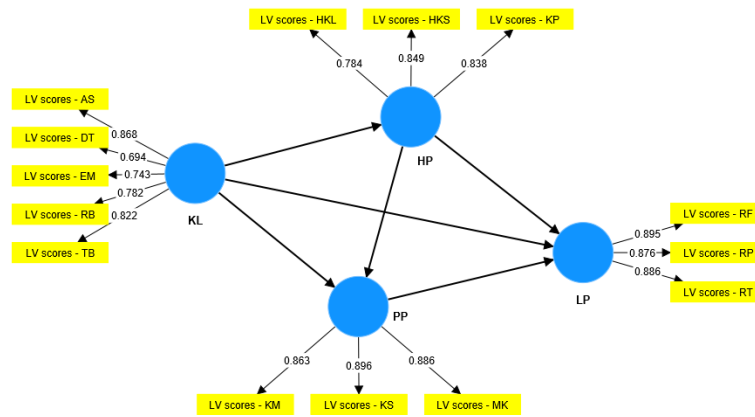 LV scores - HKL
LV scores - HKS
LV scores - KP
0.784
0.849
0.838
LV scores - AS
0.868
LV scores - DT
0.694
LV scores - EM
0.743
LV scores - RB
0.782
LV scores - TB
0.822
KL
HP
LV scores - RF
0.895
LV scores - RP
0.876
LV scores - RT
0.886
LP
PP
0.863
0.896
0.886
LV scores - KM
LV scores - KS
LV scores - MK